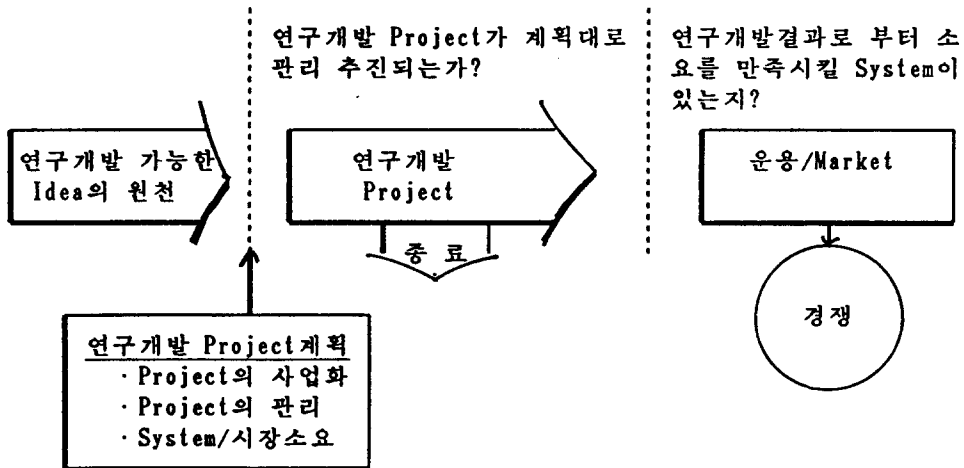 연구개발 Project가 계획대로
관리 추진되는가?
연구개발결과로 부터 소
요를 만족시킬 System이
있는지?
연구개발 가능한
Idea의 원천
연구개발
Project
운용/Market
종료
경쟁
연구개발 Project계획
·Project의 사업화
·Project의 관리
·System/시장소요